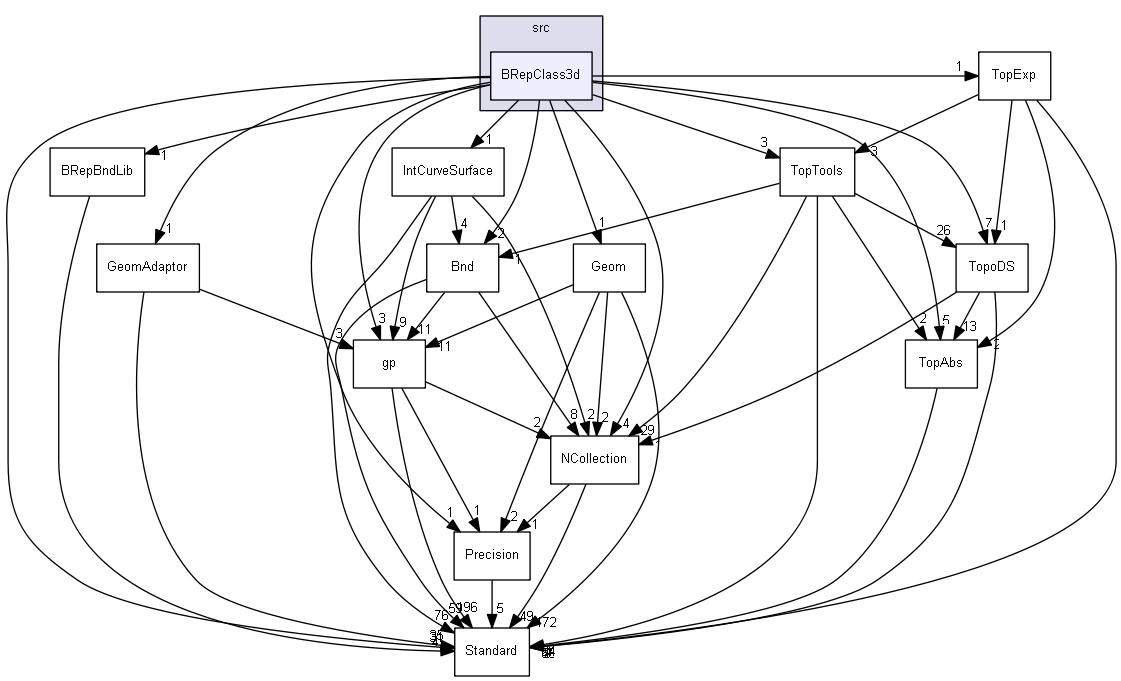 src
BRepClass3d
TopExp
1
BRepBndLib
1
IntCurveSurface
1
TopTools
3
3
GeomAdaptor
1
Bnd
4
2
1
Geom
1
TopoDS
26
7
1
gp
3
3
9
11
11
TopAbs
2
5
13
2
NCollection
2
8
2
2
4
29
Precision
1
1
2
1
Standard
76
196
5
49